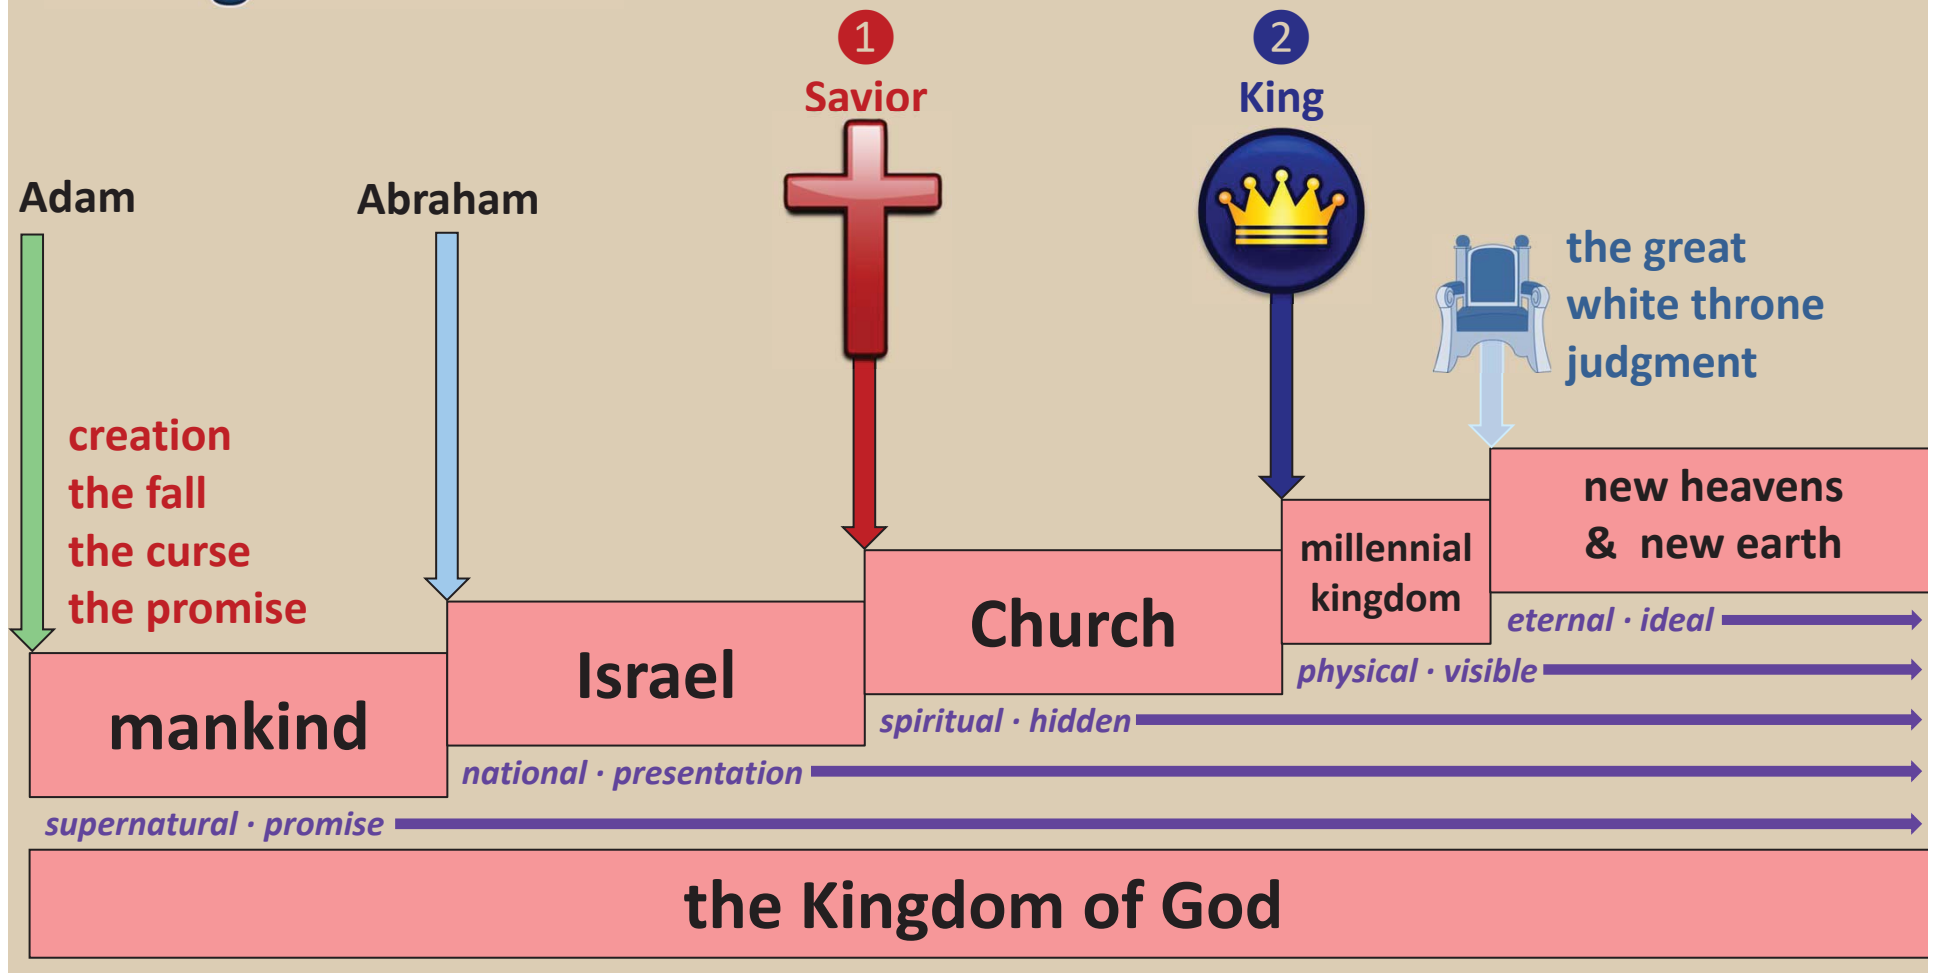 1
Savior
2
King
Adam
Abraham
the great
white throne
judgment
creation
the fall
the curse
the promise
new heavens
& new earth
millennial
kingdom
Church
Israel
mankind
eternal · ideal
physical · visible
spiritual · hidden
national · presentation
supernatural · promise
the Kingdom of God